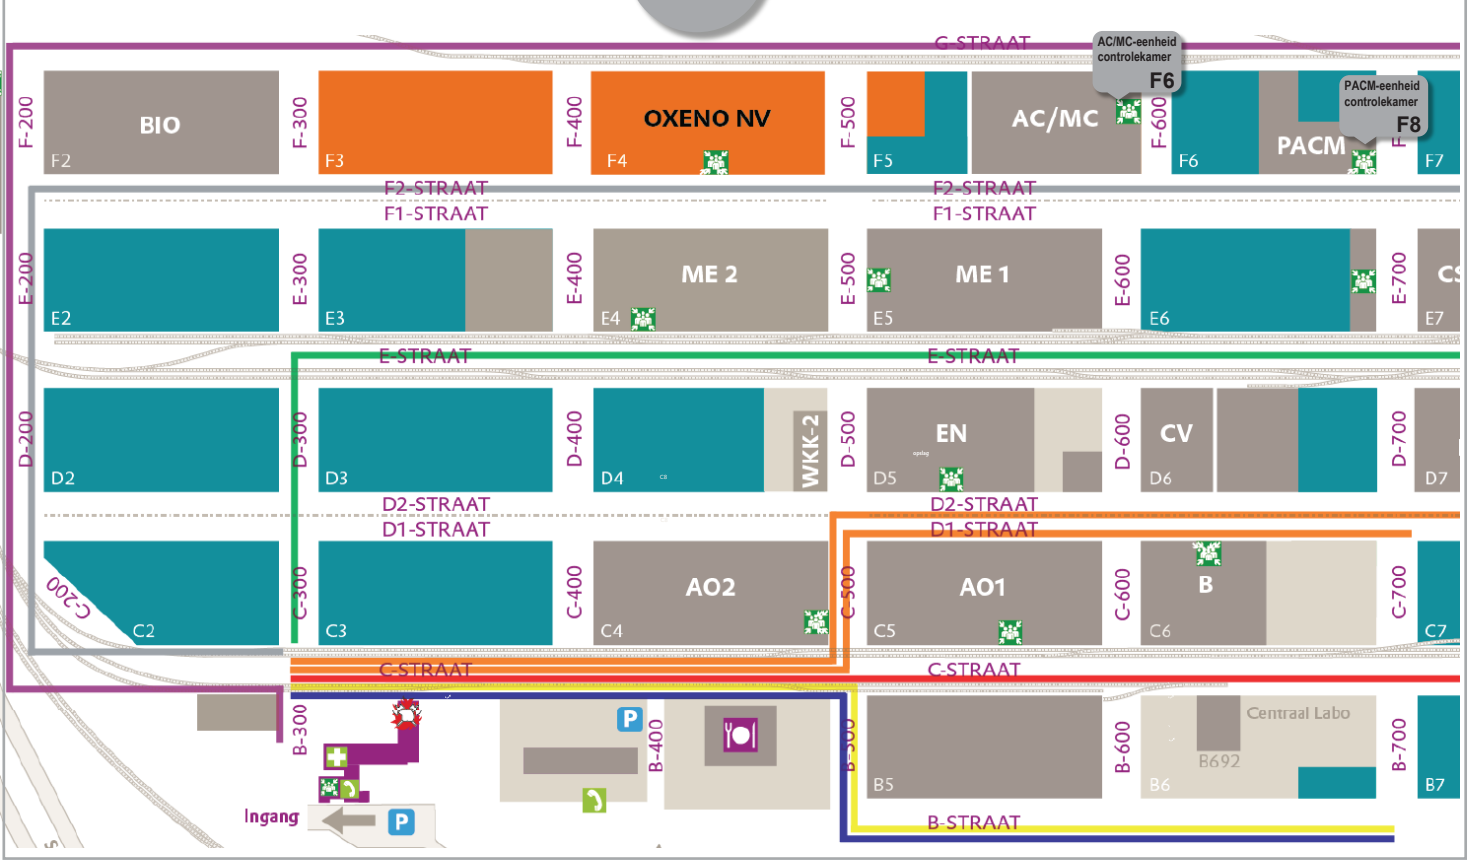 G-STRAAT
AC/MC-eenheid
controlekamer
F6
PACM-eenheid
controlekamer
F8
F-200
BIO
F2
F-300
F3
F-400
OXENO NV
F4
F-500
F5
AC/MC
F-600
F6
PACM
F7
F2-STRAAT
F2-STRAAT
F1-STRAAT
F1-STRAAT
E-200
E2
E-300
E3
E-400
ME 2
E4
E-500
ME 1
E5
E-600
E6
E-700
E7
E-STRAAT
E-STRAAT
D-200
D2
D-300
D3
D-400
D4
WKK-2
D-500
EN
D5
D-600
CV
D6
D-700
D7
D2-STRAAT
D2-STRAAT
D1-STRAAT
D1-STRAAT
C-200
C2
C-300
C3
C-400
AO2
C4
C-500
AO1
C5
C-600
B
C6
C-700
C7
C-STRAAT
C-STRAAT
B-300
P
B-400
B-500
B5
B-600
Centraal Labo
B692
B6
B-700
B7
Ingang
P
B-STRAAT